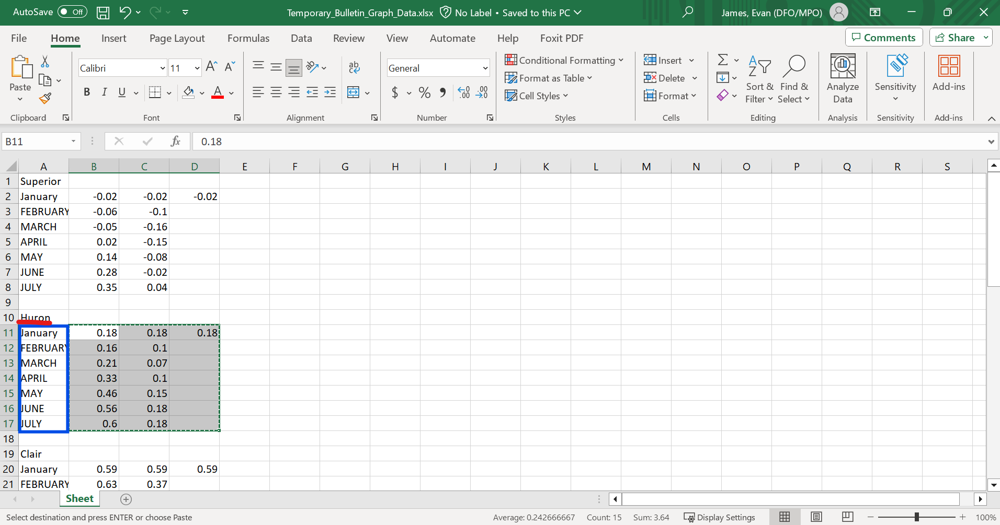 AutoSave Off Temporary_Bulletin_Graph_Data.xlsx No Label • Saved to this PC James, Evan (DFO/MPO)
File Home Insert Page Layout Formulas Data Review View Automate Help Foxit PDF Comments Share
Paste
Clipboard
Calibri 11
B I U A
Font
ab
Alignment
General
$ % , .00 .00
Number
Conditional Formatting
Format as Table
Cell Styles
Styles
Insert
Delete
Format
Cells
Sort & Filter
Find & Select
Editing
Analyze Data
Analysis
Sensitivity
Sensitivity
Add-ins
Add-ins
B11 fx 0.18
A B C D E F G H I J K L M N O P Q R S
1 Superior
2 January -0.02 -0.02 -0.02
3 FEBRUARY -0.06 -0.1
4 MARCH -0.05 -0.16
5 APRIL 0.02 -0.15
6 MAY 0.14 -0.08
7 JUNE 0.28 -0.02
8 JULY 0.35 0.04
9
10 Huron
11 January 0.18 0.18 0.18
12 FEBRUARY 0.16 0.1
13 MARCH 0.21 0.07
14 APRIL 0.33 0.1
15 MAY 0.46 0.15
16 JUNE 0.56 0.18
17 JULY 0.6 0.18
18
19 Clair
20 January 0.59 0.59 0.59
21 FEBRUARY 0.63 0.37
Sheet
Select destination and press ENTER or choose Paste Average: 0.242666667 Count: 15 Sum: 3.64 Display Settings 100%